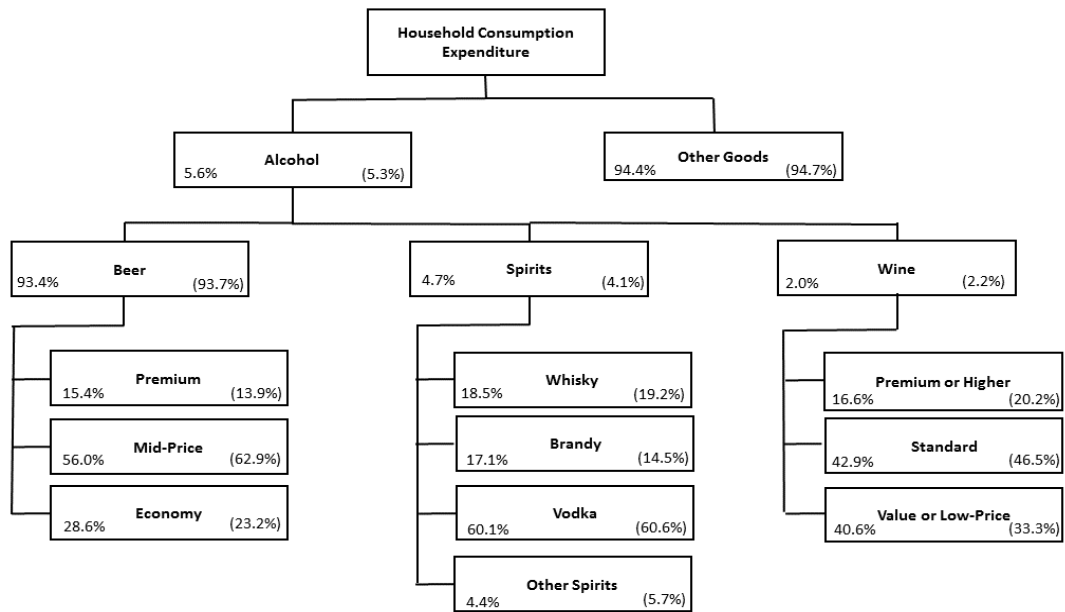 Household Consumption
Expenditure
Alcohol
5.6% (5.3%)
Other Goods
94.4% (94.7%)
Beer
93.4% (93.7%)
Spirits
4.7% (4.1%)
Wine
2.0% (2.2%)
Premium
15.4% (13.9%)
Mid-Price
56.0% (62.9%)
Economy
28.6% (23.2%)
Whisky
18.5% (19.2%)
Brandy
17.1% (14.5%)
Vodka
60.1% (60.6%)
Other Spirits
4.4% (5.7%)
Premium or Higher
16.6% (20.2%)
Standard
42.9% (46.5%)
Value or Low-Price
40.6% (33.3%)